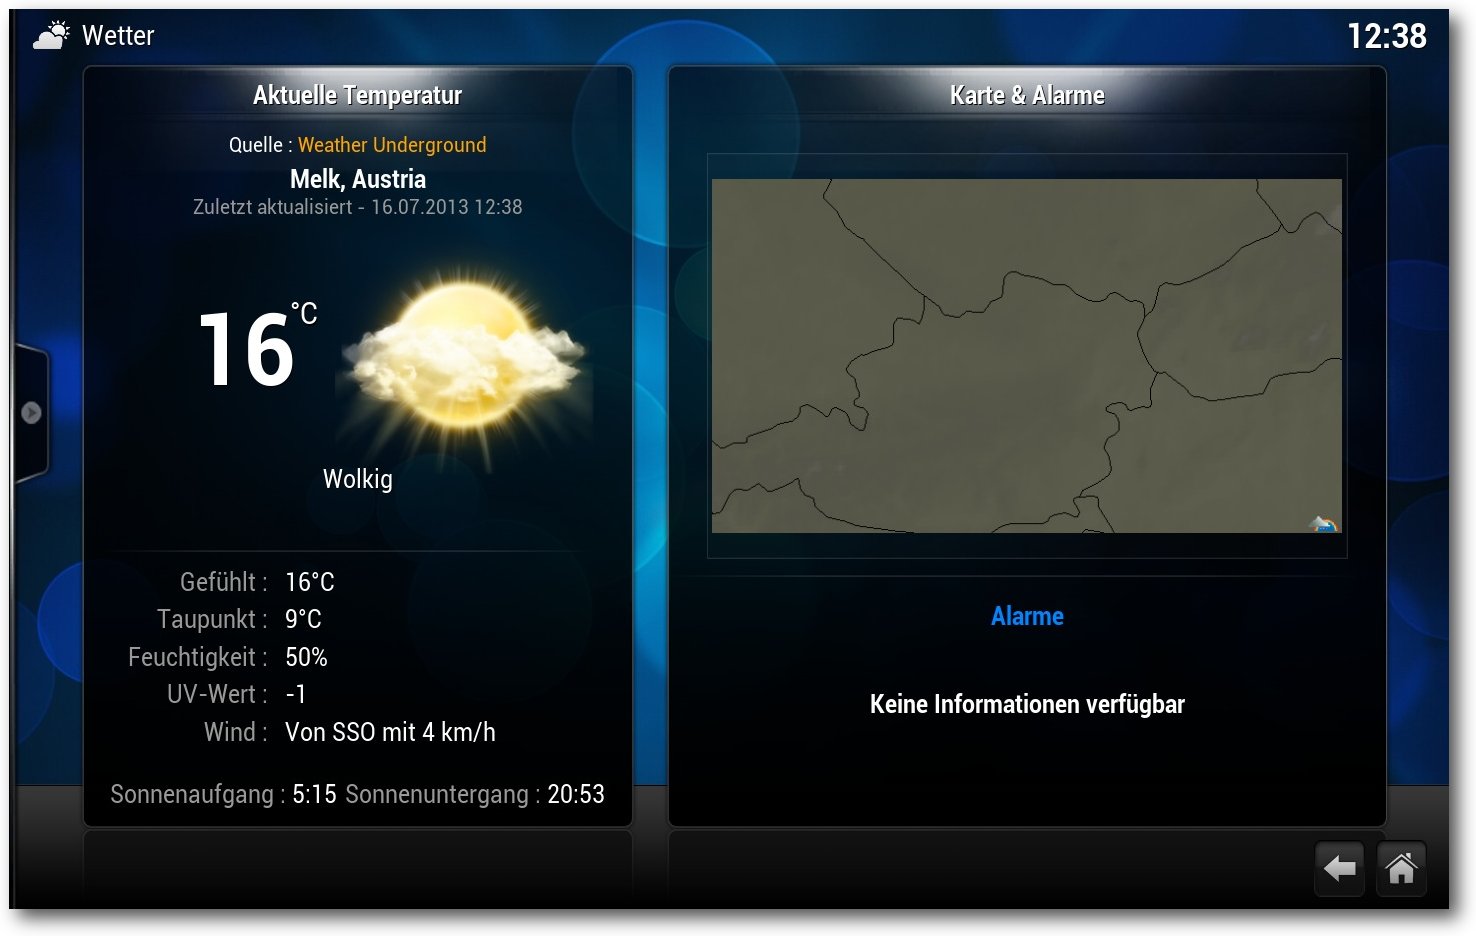 Wetter
12:38
Aktuelle Temperatur
Quelle : Weather Underground
Melk, Austria
Zuletzt aktualisiert - 16.07.2013 12:38
16 °C
Wolkig
Gefühlt : 16°C
Taupunkt : 9°C
Feuchtigkeit : 50%
UV-Wert : -1
Wind : Von SSO mit 4 km/h
Sonnenaufgang : 5:15 Sonnenuntergang : 20:53
Karte & Alarme
Alarme
Keine Informationen verfügbar